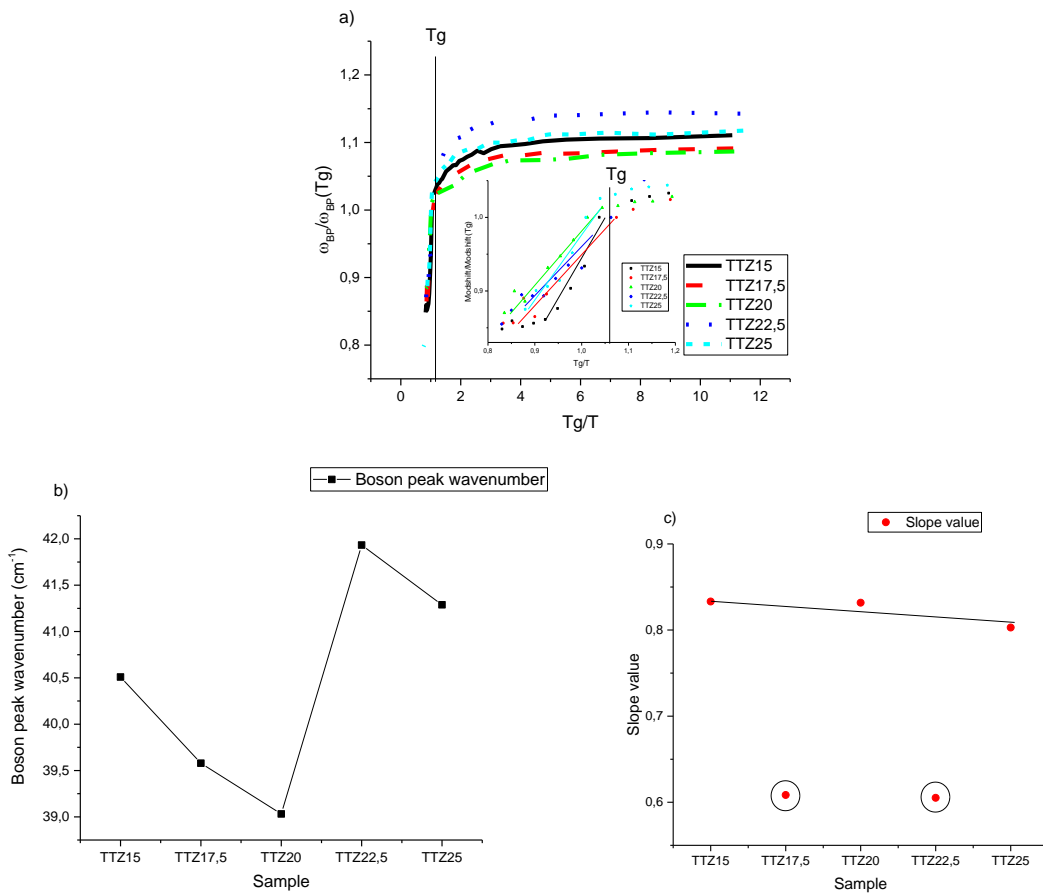 a)
Tg
1,2
1,1
1,0
0,9
0,8
ω_BP/ω_BP(Tg)
0
2
4
6
8
10
12
Tg/T
TTZ15
TTZ17,5
TTZ20
TTZ22,5
TTZ25
Tg
1,0
0,9
Modshift/Modshift(Tg)
0,8
0,9
1,0
1,1
1,2
Tg/T
TTZ15
TTZ17,5
TTZ20
TTZ22,5
TTZ25
b)
Boson peak wavenumber
42,0
41,5
41,0
40,5
40,0
39,5
39,0
Boson peak wavenumber (cm⁻¹)
TTZ15
TTZ17,5
TTZ20
TTZ22,5
TTZ25
Sample
c)
Slope value
0,9
0,8
0,7
0,6
Slope value
TTZ15
TTZ17,5
TTZ20
TTZ22,5
TTZ25
Sample